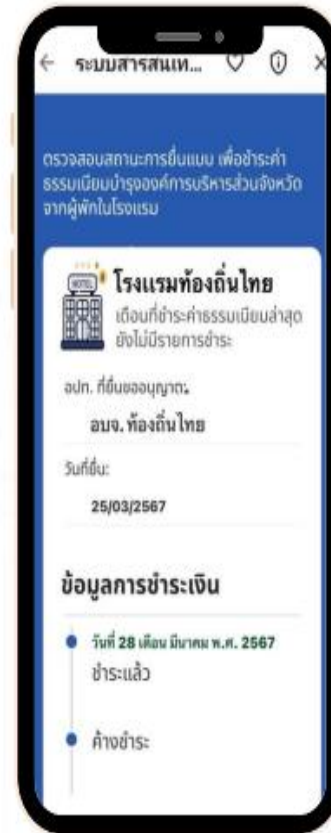 ระบบสารสนเท...
ตรวจสอบสถานะการยื่นแบบ เพื่อชำระค่า
ธรรมเนียมบำรุงองค์การบริหารส่วนจังหวัด
จากผู้พักในโรงแรม
HOTEL
โรงแรมท้องถิ่นไทย
เดือนที่ชำระค่าธรรมเนียมล่าสุด
ยังไม่มีรายการชำระ
อปท. ที่ยื่นขออนุญาต:
อบจ. ท้องถิ่นไทย
วันที่ยื่น:
25/03/2567
ข้อมูลการชำระเงิน
วันที่ 28 เดือน มีนาคม พ.ศ. 2567
ชำระแล้ว
ค้างชำระ